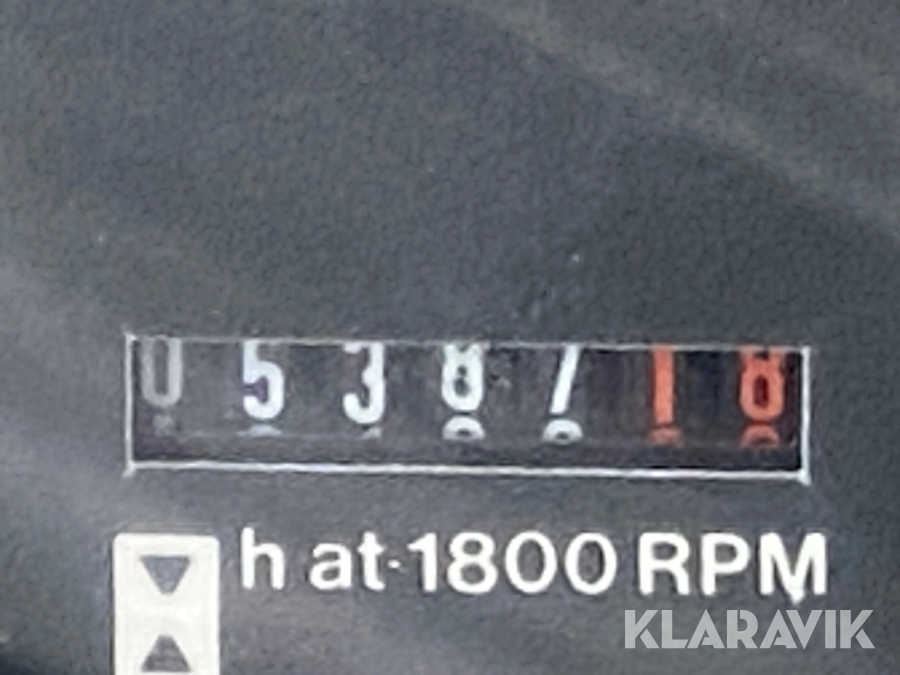 0538718
h at 1800 RPM
KLARAVIK